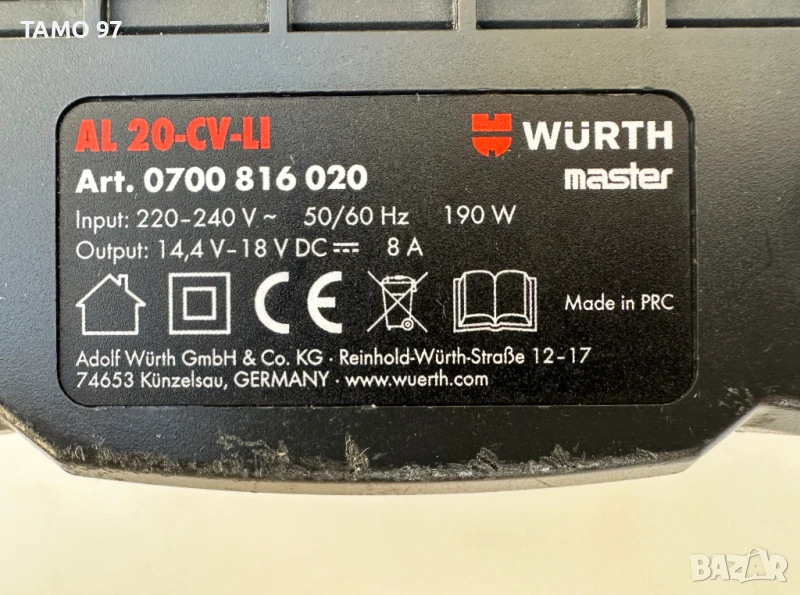 TAMO 97
AL 20-CV-LI
WÜRTH
Art. 0700 816 020
master
Input: 220–240 V ~ 50/60 Hz 190 W
Output: 14,4 V–18 V DC ⎓ 8 A
CE
Made in PRC
Adolf Würth GmbH & Co. KG · Reinhold-Würth-Straße 12–17
74653 Künzelsau, GERMANY · www.wuerth.com
BAZAR